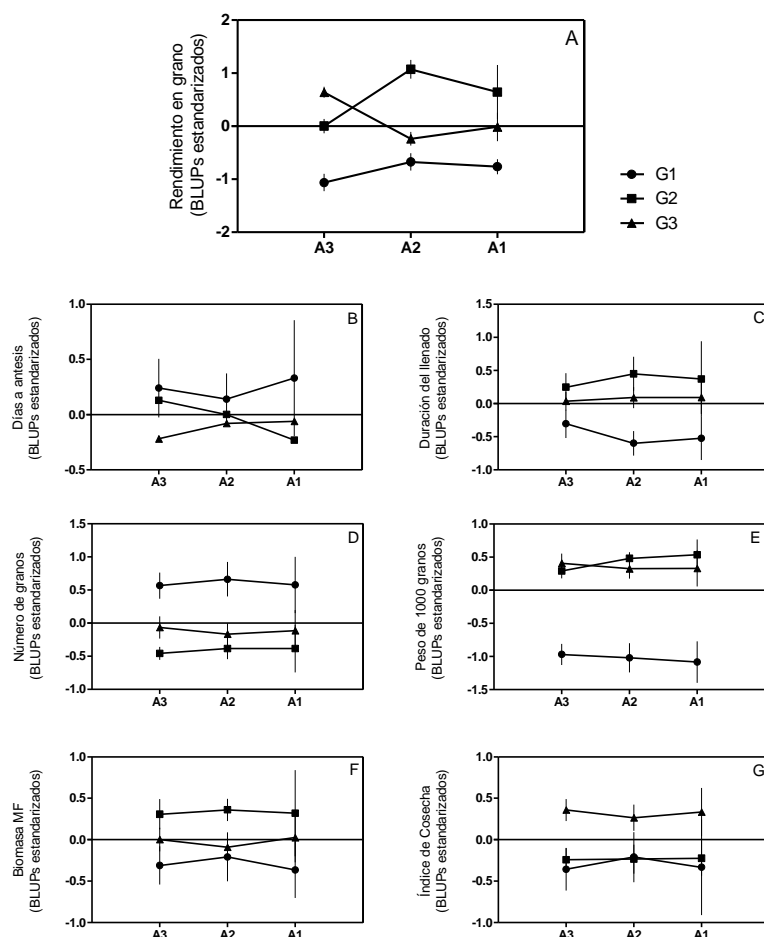 A
Rendimiento en grano
(BLUPs estandarizados)
2
1
0
-1
-2
A3 A2 A1
G1
G2
G3
B
Días a antesis
(BLUPs estandarizados)
1.0
0.5
0.0
-0.5
A3 A2 A1
C
Duración del llenado
(BLUPs estandarizados)
1.5
1.0
0.5
0.0
-0.5
-1.0
A3 A2 A1
D
Número de granos
(BLUPs estandarizados)
1.5
1.0
0.5
0.0
-0.5
-1.0
A3 A2 A1
E
Peso de 1000 granos
(BLUPs estandarizados)
1.0
0.5
0.0
-0.5
-1.0
-1.5
A3 A2 A1
F
Biomasa MF
(BLUPs estandarizados)
1.0
0.5
0.0
-0.5
-1.0
A3 A2 A1
G
Índice de Cosecha
(BLUPs estandarizados)
1.0
0.5
0.0
-0.5
-1.0
A3 A2 A1